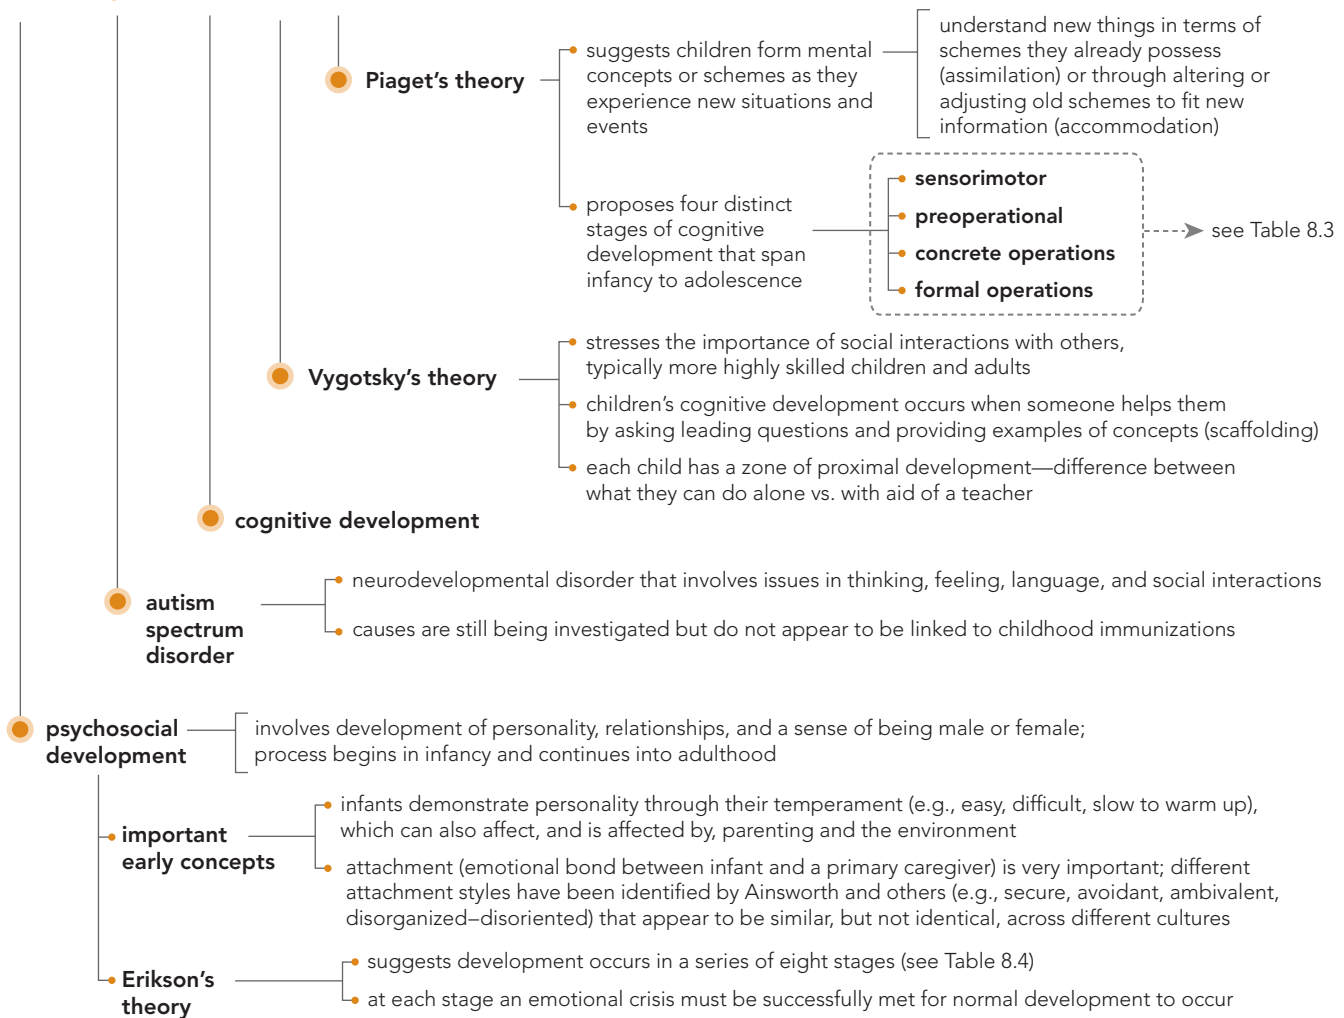 Piaget's theory
suggests children form mental
concepts or schemes as they
experience new situations and
events
understand new things in terms of
schemes they already possess
(assimilation) or through altering or
adjusting old schemes to fit new
information (accommodation)
proposes four distinct
stages of cognitive
development that span
infancy to adolescence
sensorimotor
preoperational
concrete operations
formal operations
see Table 8.3
Vygotsky's theory
stresses the importance of social interactions with others,
typically more highly skilled children and adults
children's cognitive development occurs when someone helps them
by asking leading questions and providing examples of concepts (scaffolding)
each child has a zone of proximal development—difference between
what they can do alone vs. with aid of a teacher
cognitive development
autism
spectrum
disorder
neurodevelopmental disorder that involves issues in thinking, feeling, language, and social interactions
causes are still being investigated but do not appear to be linked to childhood immunizations
psychosocial
development
involves development of personality, relationships, and a sense of being male or female;
process begins in infancy and continues into adulthood
important
early concepts
infants demonstrate personality through their temperament (e.g., easy, difficult, slow to warm up),
which can also affect, and is affected by, parenting and the environment
attachment (emotional bond between infant and a primary caregiver) is very important; different
attachment styles have been identified by Ainsworth and others (e.g., secure, avoidant, ambivalent,
disorganized–disoriented) that appear to be similar, but not identical, across different cultures
Erikson's
theory
suggests development occurs in a series of eight stages (see Table 8.4)
at each stage an emotional crisis must be successfully met for normal development to occur